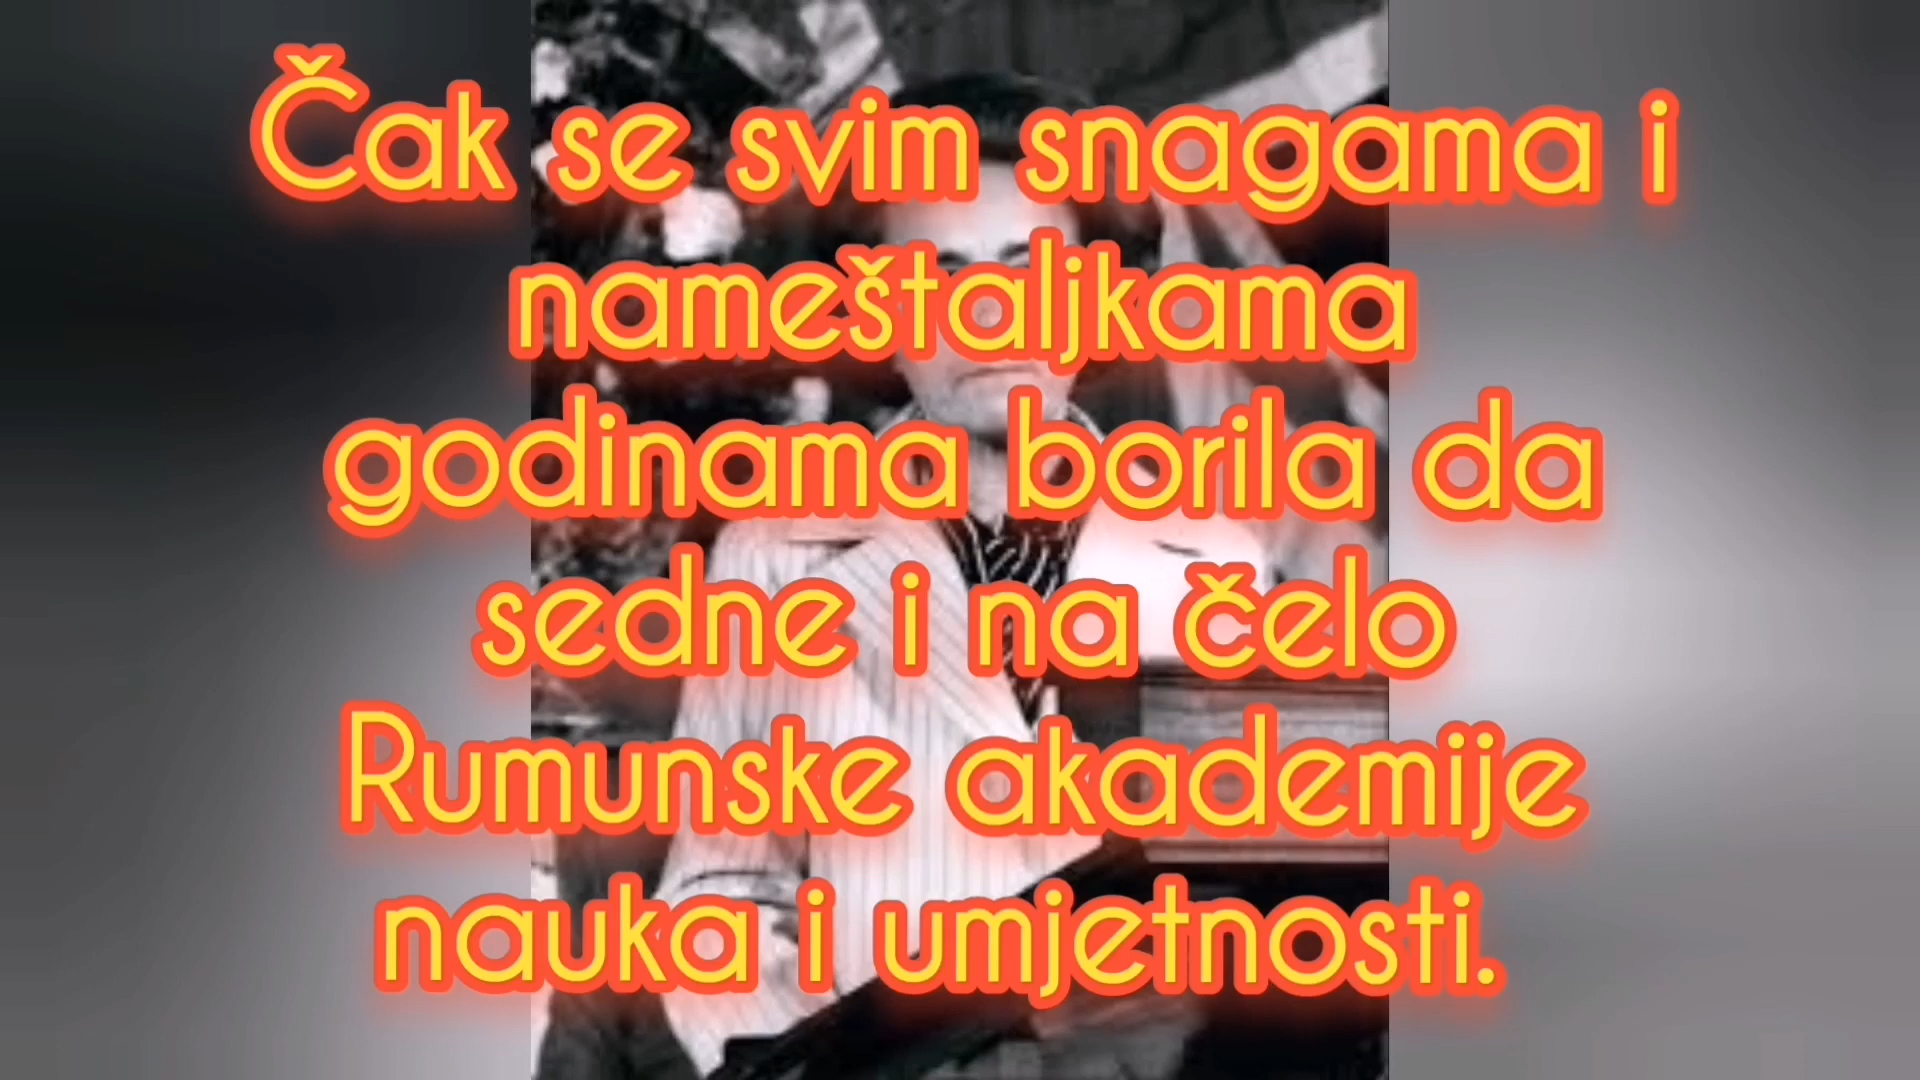 Čak se svim snagama i
nameštaljkama
godinama borila da
sedne i na čelo
Rumunske akademije
nauka i umjetnosti.